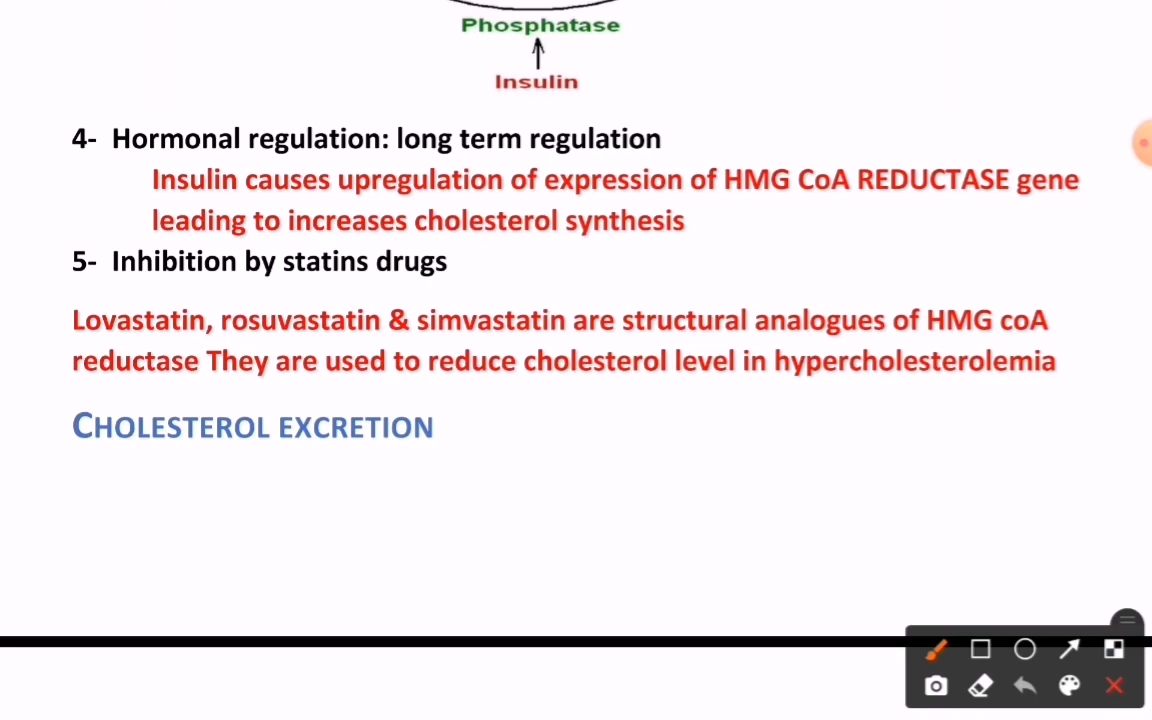 Phosphatase
Insulin
4- Hormonal regulation: long term regulation
Insulin causes upregulation of expression of HMG CoA REDUCTASE gene
leading to increases cholesterol synthesis
5- Inhibition by statins drugs
Lovastatin, rosuvastatin & simvastatin are structural analogues of HMG coA
reductase They are used to reduce cholesterol level in hypercholesterolemia
CHOLESTEROL EXCRETION